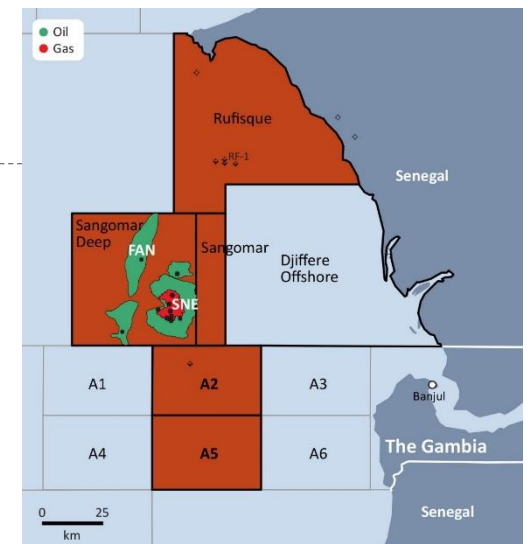 Oil
Gas
Rufisque
RF-1
Senegal
Sangomar
Deep
Sangomar
FAN
Djiffere
Offshore
SNE
A1
A2
A3
Banjul
A4
A5
A6
The Gambia
0
25
km
Senegal